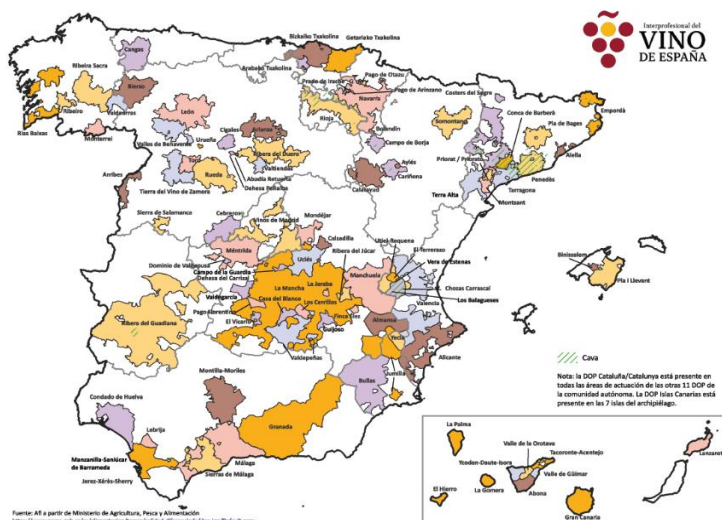 Interprofesional del
VINO
DE ESPAÑA
Bizkaiko Txakolina
Getariako Txakolina
Cangas
Arabako Txakolina
Ribeira Sacra
Bierzo
Pago de Otazu
Prado de Irache
Pago de Arínzano
Navarra
Costers del Segre
Empordà
Conca de Barberà
Pla de Bages
Somontano
Ribeiro
Valdeorras
León
Rioja
Rías Baixas
Monterrei
Valles de Benavente
Urueña
Cigales
Arlanza
Bolandin
Campo de Borja
Alella
Ribera del Duero
Priorat / Priorato
Penedès
Toro
Rueda
Valtiendas
Aylés
Cariñena
Tarragona
Arribes
Abadía Retuerta
Dehesa Peñalba
Calatayud
Terra Alta
Montsant
Tierra del Vino de Zamora
Sierra de Salamanca
Cebreros
Vinos de Madrid
Mondéjar
Méntrida
Calzadilla
Utiel-Requena
El Terrerazo
Ribera del Júcar
Vera de Estenas
Binissalem
Dominio de Valdepusa
Uclés
Campo de la Guardia
Dehesa del Carrizal
La Jaraba
Manchuela
Chozas Carrascal
Pla i Llevant
La Mancha
Valdegarcía
Casa del Blanco
Los Cerrillos
Los Balagueses
Valencia
Pago Florentino
Ribera del Guadiana
El Vicario
Finca Élez
Guijoso
Almansa
Valdepeñas
Yecla
Alicante
Cava
Jumilla
Montilla-Moriles
Bullas
Nota: la DOP Cataluña/Catalunya está presente en
todas las áreas de actuación de las otras 11 DOP de
la comunidad autónoma. La DOP Islas Canarias está
presente en las 7 islas del archipiélago.
Condado de Huelva
Lebrija
Granada
Manzanilla-Sanlúcar
de Barrameda
Málaga
Jerez-Xérès-Sherry
Sierras de Málaga
La Palma
Valle de la Orotava
Tacoronte-Acentejo
Ycoden-Daute-Isora
Lanzarote
Valle de Güímar
El Hierro
La Gomera
Abona
Gran Canaria
Fuente: Afi a partir de Ministerio de Agricultura, Pesca y Alimentación